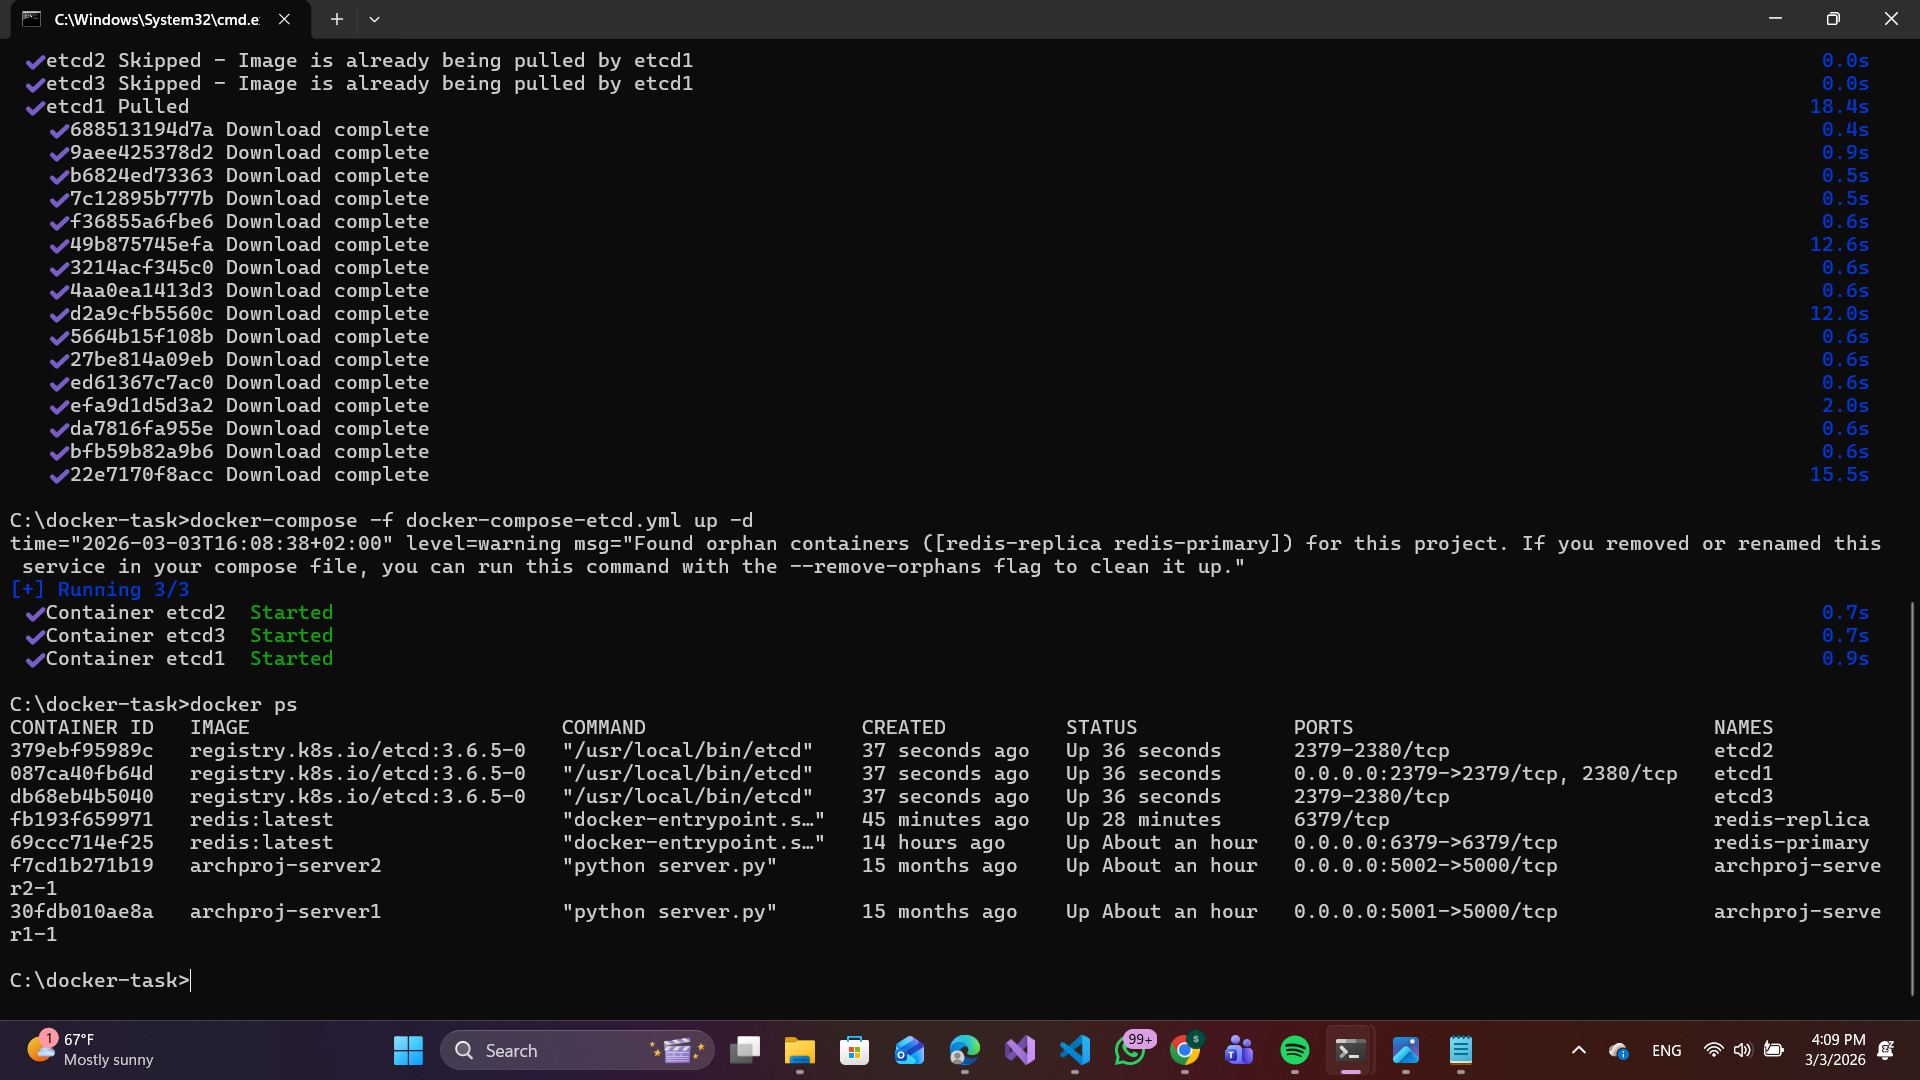 C:\Windows\System32\cmd.e
✔etcd2 Skipped - Image is already being pulled by etcd1 0.0s
✔etcd3 Skipped - Image is already being pulled by etcd1 0.0s
✔etcd1 Pulled 18.4s
✔688513194d7a Download complete 0.4s
✔9aee425378d2 Download complete 0.9s
✔b6824ed73363 Download complete 0.5s
✔7c12895b777b Download complete 0.5s
✔f36855a6fbe6 Download complete 0.6s
✔49b875745efa Download complete 12.6s
✔3214acf345c0 Download complete 0.6s
✔4aa0ea1413d3 Download complete 0.6s
✔d2a9cfb5560c Download complete 12.0s
✔5664b15f108b Download complete 0.6s
✔27be814a09eb Download complete 0.6s
✔ed61367c7ac0 Download complete 0.6s
✔efa9d1d5d3a2 Download complete 2.0s
✔da7816fa955e Download complete 0.6s
✔bfb59b82a9b6 Download complete 0.6s
✔22e7170f8acc Download complete 15.5s
C:\docker-task>docker-compose -f docker-compose-etcd.yml up -d
time="2026-03-03T16:08:38+02:00" level=warning msg="Found orphan containers ([redis-replica redis-primary]) for this project. If you removed or renamed this
service in your compose file, you can run this command with the --remove-orphans flag to clean it up."
[+] Running 3/3
✔Container etcd2 Started 0.7s
✔Container etcd3 Started 0.7s
✔Container etcd1 Started 0.9s
C:\docker-task>docker ps
CONTAINER ID IMAGE COMMAND CREATED STATUS PORTS NAMES
379ebf95989c registry.k8s.io/etcd:3.6.5-0 "/usr/local/bin/etcd" 37 seconds ago Up 36 seconds 2379-2380/tcp etcd2
087ca40fb64d registry.k8s.io/etcd:3.6.5-0 "/usr/local/bin/etcd" 37 seconds ago Up 36 seconds 0.0.0.0:2379->2379/tcp, 2380/tcp etcd1
db68eb4b5040 registry.k8s.io/etcd:3.6.5-0 "/usr/local/bin/etcd" 37 seconds ago Up 36 seconds 2379-2380/tcp etcd3
fb193f659971 redis:latest "docker-entrypoint.s…" 45 minutes ago Up 28 minutes 6379/tcp redis-replica
69ccc714ef25 redis:latest "docker-entrypoint.s…" 14 hours ago Up About an hour 0.0.0.0:6379->6379/tcp redis-primary
f7cd1b271b19 archproj-server2 "python server.py" 15 months ago Up About an hour 0.0.0.0:5002->5000/tcp archproj-serve
r2-1
30fdb010ae8a archproj-server1 "python server.py" 15 months ago Up About an hour 0.0.0.0:5001->5000/tcp archproj-serve
r1-1
C:\docker-task>
1
67°F
Mostly sunny
Search
99+
$
ENG
4:09 PM
3/3/2026